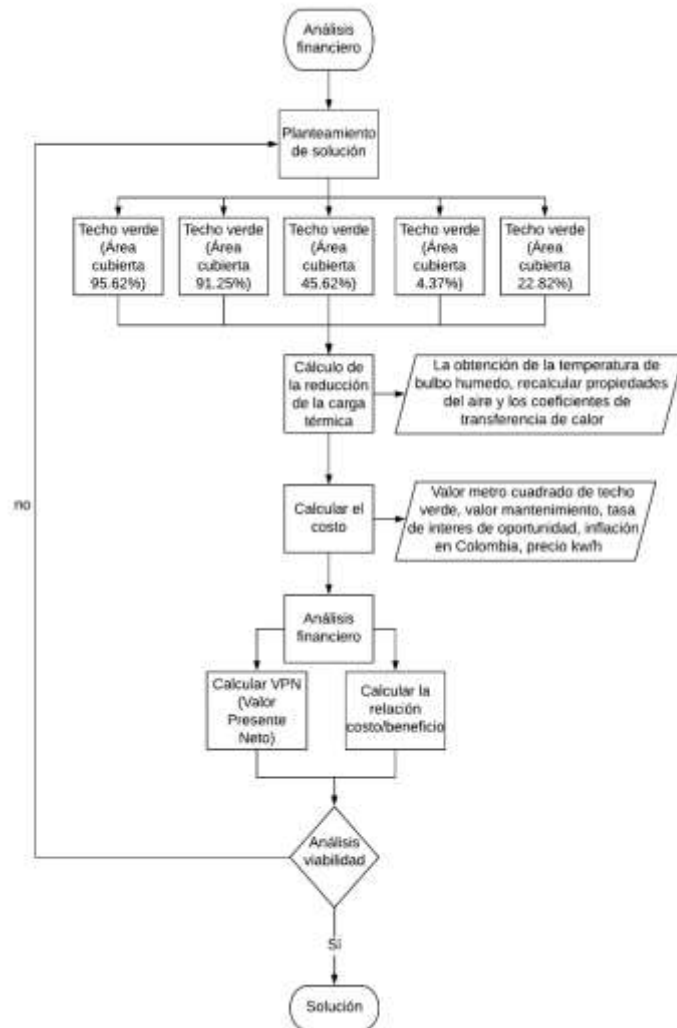 Análisis
financiero
Planteamiento
de solución
Techo verde
(Área
cubierta
95.62%)
Techo verde
(Área
cubierta
91.25%)
Techo verde
(Área
cubierta
45.62%)
Techo verde
(Área
cubierta
4.37%)
Techo verde
(Área
cubierta
22.82%)
Cálculo de
la reducción
de la carga
térmica
La obtención de la temperatura de
bulbo humedo, recalcular propiedades
del aire y los coeficientes de
transferencia de calor
no
Calcular el
costo
Valor metro cuadrado de techo
verde, valor mantenimiento, tasa
de interes de oportunidad, inflación
en Colombia, precio kw/h
Análisis
financiero
Calcular VPN
(Valor
Presente
Neto)
Calcular la
relación
costo/beneficio
Análisis
viabilidad
Sí
Solución